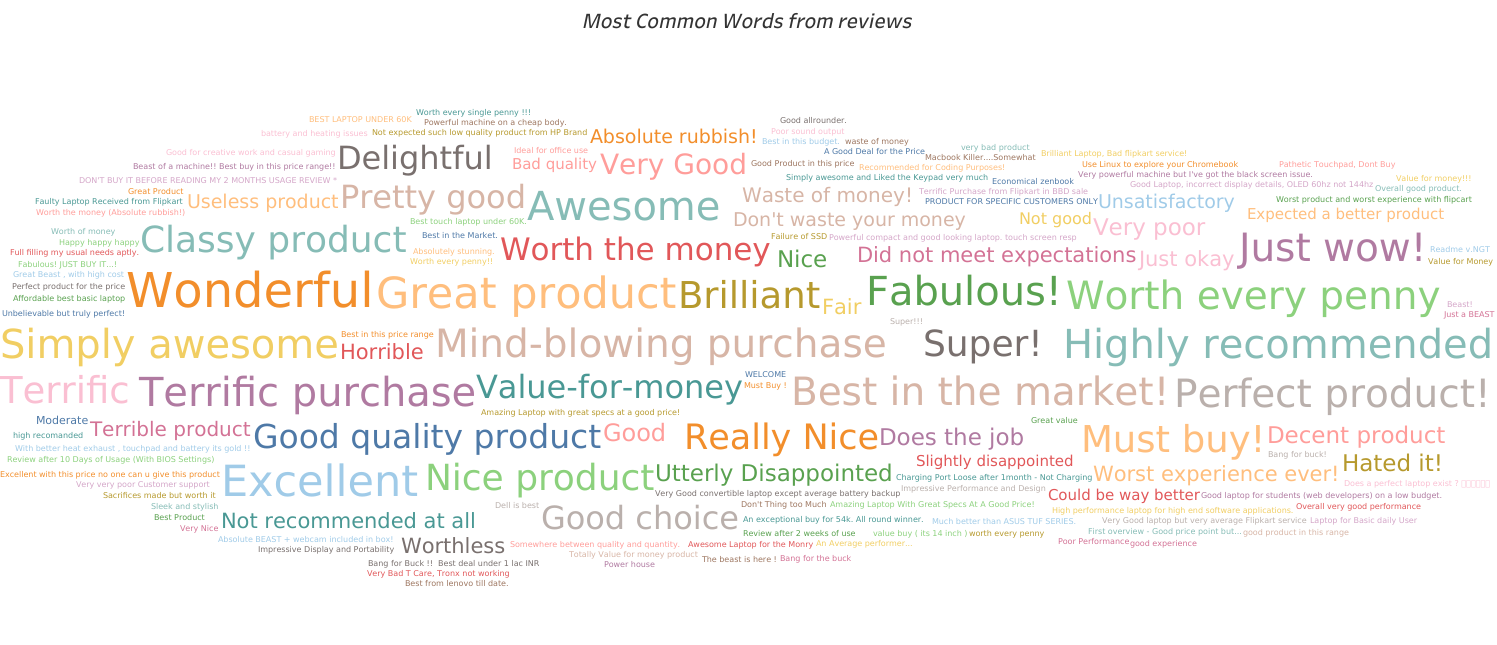 Most Common Words from reviews
Worth every single penny !!!
BEST LAPTOP UNDER 60K
Powerful machine on a cheap body.
Good allrounder.
battery and heating issues
Not expected such low quality product from HP Brand
Absolute rubbish!
Poor sound output
Best in this budget.
waste of money
Good for creative work and casual gaming
Delightful
Ideal for office use
Bad quality
Very Good
Good Product in this price
A Good Deal for the Price
Macbook Killer....Somewhat
very bad product
Brilliant Laptop, Bad flipkart service!
Beast of a machine!! Best buy in this price range!!
Recommended for Coding Purposes!
Use Linux to explore your Chromebook
Pathetic Touchpad, Dont Buy
Very powerful machine but I've got the black screen issue.
DON'T BUY IT BEFORE READING MY 2 MONTHS USAGE REVIEW *
Simply awesome and Liked the Keypad very much
Economical zenbook
Good Laptop, incorrect display details, OLED 60hz not 144hz
Value for money!!!
Overall good product.
Great Product
Faulty Laptop Received from Flipkart
Useless product
Pretty good
Awesome
Waste of money!
Terrific Purchase from Flipkart in BBD sale
PRODUCT FOR SPECIFIC CUSTOMERS ONLY
Unsatisfactory
Worst product and worst experience with flipcart
Worth the money (Absolute rubbish!)
Best touch laptop under 60K.
Don't waste your money
Not good
Very poor
Expected a better product
Worth of money
Happy happy happy
Full filling my usual needs aptly.
Classy product
Best in the Market.
Absolutely stunning.
Worth every penny!!
Worth the money
Failure of SSD
Powerful compact and good looking laptop. touch screen resp
Nice
Did not meet expectations
Just okay
Just wow!
Readme v.NGT
Value for Money
Fabulous! JUST BUY IT...!
Great Beast , with high cost
Perfect product for the price
Affordable best basic laptop
Unbelievable but truly perfect!
Wonderful
Great product
Brilliant
Fair
Fabulous!
Worth every penny
Beast!
Just a BEAST
Super!!!
Simply awesome
Best in this price range
Horrible
Mind-blowing purchase
Super!
Highly recommended
Terrific
Terrific purchase
Value-for-money
WELCOME
Must Buy !
Best in the market!
Perfect product!
Amazing Laptop with great specs at a good price!
Moderate
high recomanded
Terrible product
Good quality product
Good
Really Nice
Does the job
Great value
Must buy!
Decent product
With better heat exhaust , touchpad and battery its gold !!
Review after 10 Days of Usage (With BIOS Settings)
Bang for buck!
Slightly disappointed
Hated it!
Excellent with this price no one can u give this product
Very very poor Customer support
Sacrifices made but worth it
Excellent
Nice product
Utterly Disappointed
Charging Port Loose after 1month - Not Charging
Worst experience ever!
Does a perfect laptop exist ?
Very Good convertible laptop except average battery backup
Impressive Performance and Design
Could be way better
Good laptop for students (web developers) on a low budget.
Sleek and stylish
Dell is best
Don't Thing too Much
Amazing Laptop With Great Specs At A Good Price!
High performance laptop for high end software applications.
Overall very good performance
Best Product
Very Nice
Not recommended at all
Good choice
An exceptional buy for 54k. All round winner.
Much better than ASUS TUF SERIES.
Very Good laptop but very average Flipkart service
Laptop for Basic daily User
Absolute BEAST + webcam included in box!
Review after 2 weeks of use
value buy ( its 14 inch )
worth every penny
First overview - Good price point but...
good product in this range
Impressive Display and Portability
Worthless
Somewhere between quality and quantity.
Awesome Laptop for the Monry
An Average performer...
Poor Performance
good experience
Totally Value for money product
Bang for Buck !!
Best deal under 1 lac INR
Power house
The beast is here !
Bang for the buck
Very Bad T Care, Tronx not working
Best from lenovo till date.